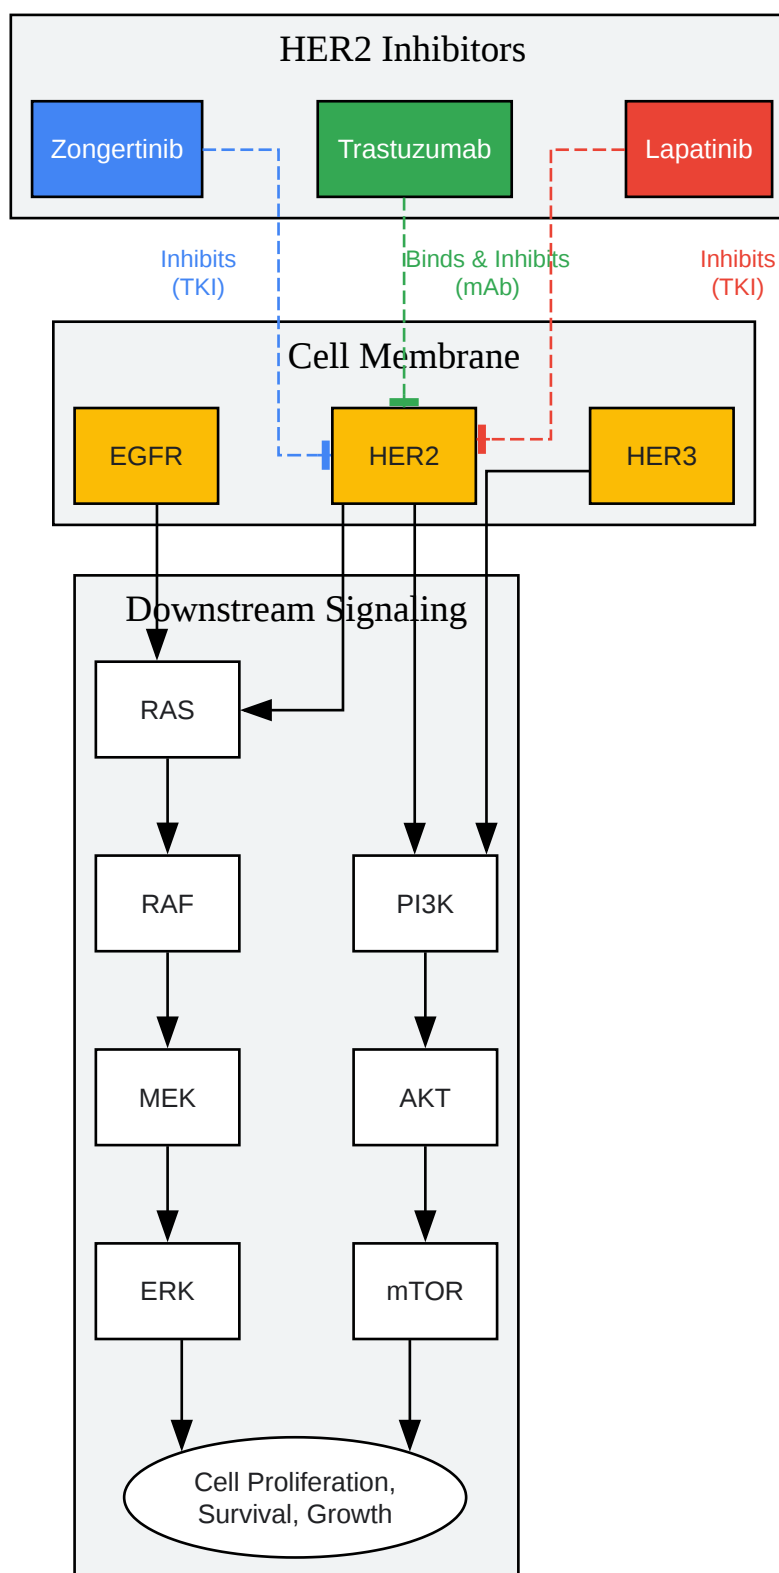 HER2 Inhibitors
Zongertinib
Trastuzumab
Lapatinib
Inhibits
(TKI)
Binds & Inhibits
(mAb)
Inhibits
(TKI)
Cell Membrane
EGFR
HER2
HER3
Downstream Signaling
RAS
RAF
PI3K
MEK
AKT
ERK
mTOR
Cell Proliferation,
Survival, Growth